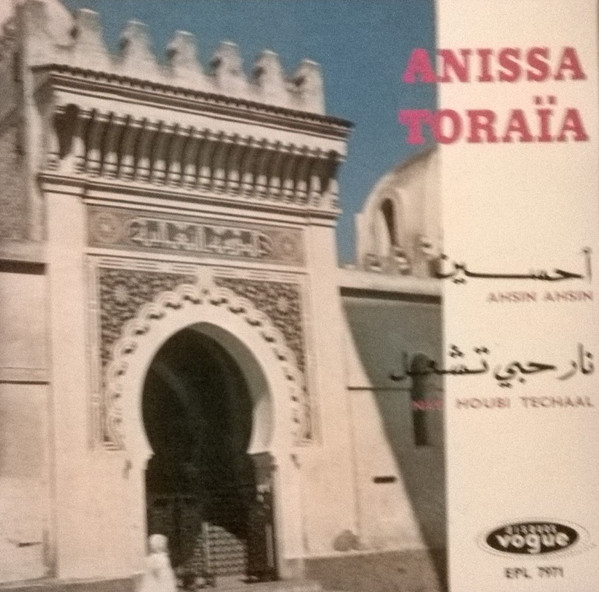 ANISSA
TORAÏA
أحسين
AHSIN AHSIN
نار حبي تشعل
HOUBI TECHAAL
DISQUES
vogue
EPL 7971